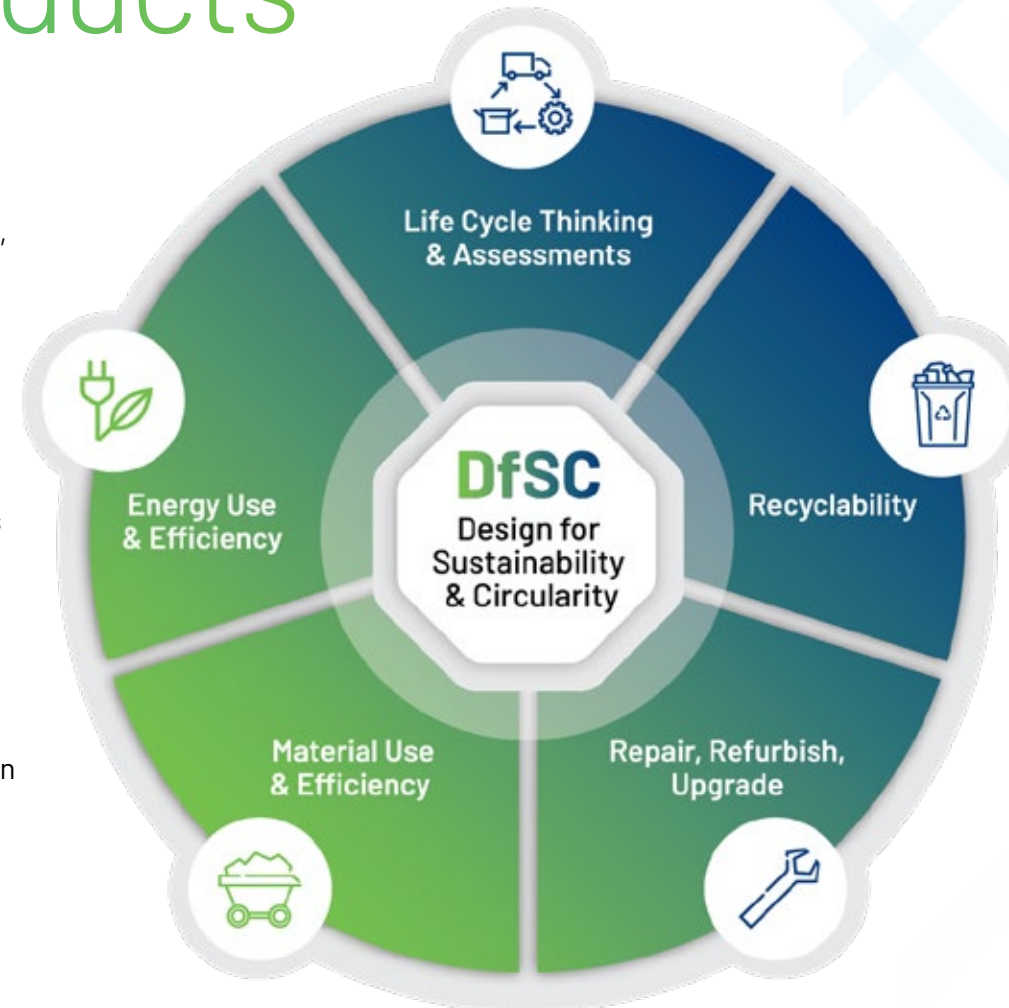 ducts
,
Life Cycle Thinking
& Assessments
Energy Use
& Efficiency
Recyclability
DfSC
Design for
Sustainability
& Circularity
Material Use
& Efficiency
Repair, Refurbish,
Upgrade
n